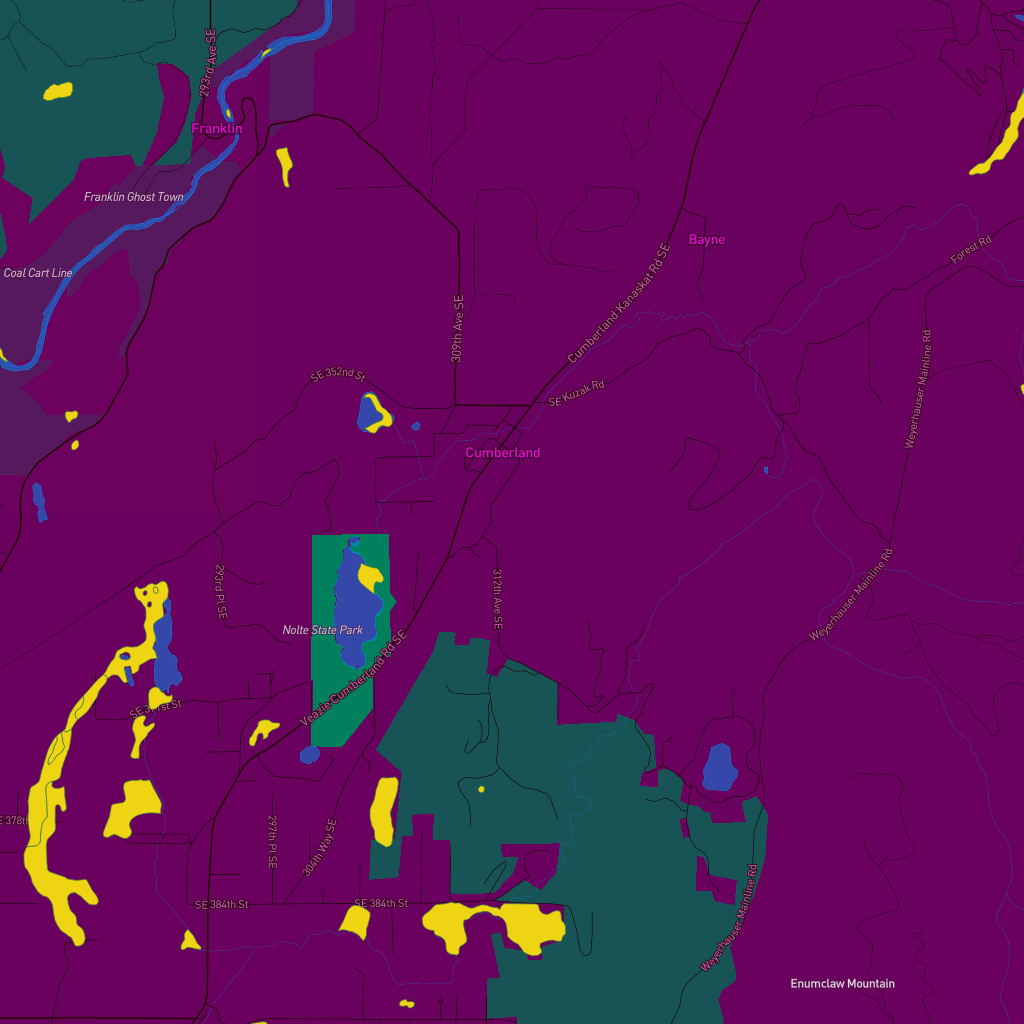 293rd Ave SE
Franklin
Franklin Ghost Town
Bayne
Forest Rd
Coal Cart Line
309th Ave SE
Cumberland Kanaskat Rd SE
SE 352nd St
SE Kuzak Rd
Weyerhauser Mainline Rd
Cumberland
293rd Pl SE
312th Ave SE
Weyerhauser Mainline Rd
Nolte State Park
Veazie Cumberland Rd SE
SE 371st St
E 378th
297th Pl SE
304th Way SE
SE 384th St
SE 384th St
Weyerhauser Mainline Rd
Enumclaw Mountain